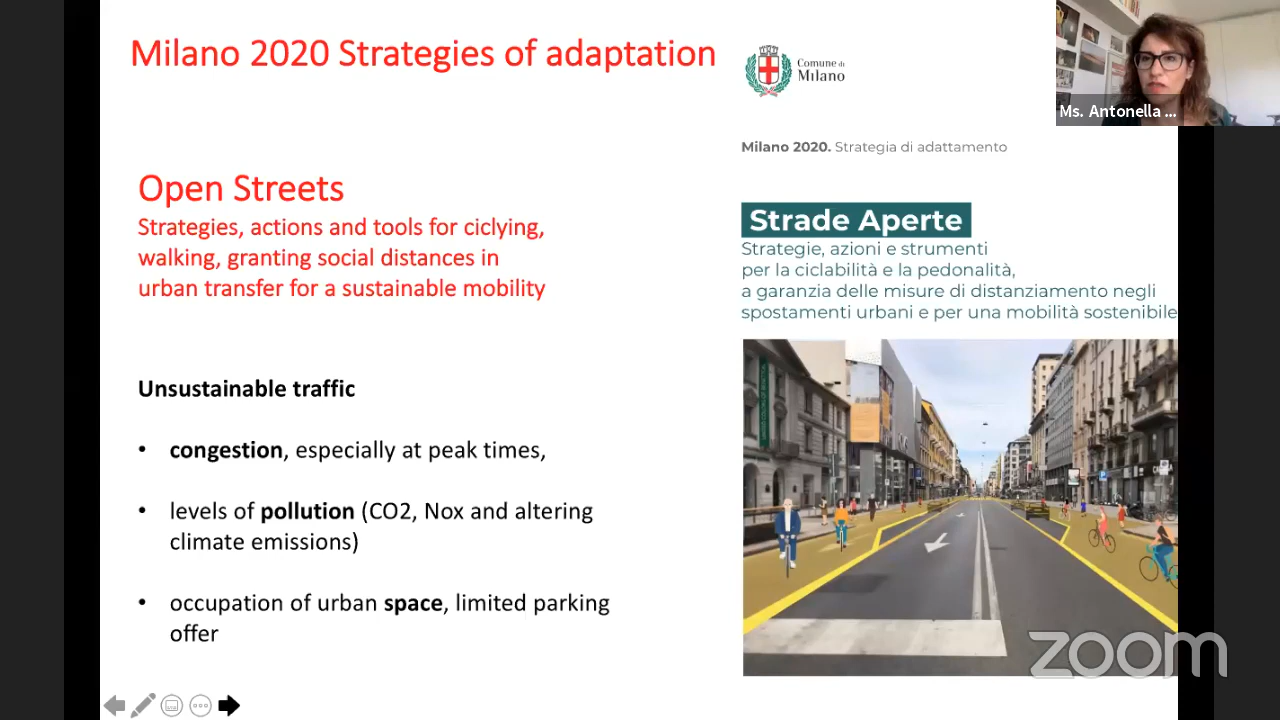 Milano 2020 Strategies of adaptation
Comune di
Milano
Ms. Antonella ...
Milano 2020. Strategia di adattamento
Open Streets
Strategies, actions and tools for ciclying,
walking, granting social distances in
urban transfer for a sustainable mobility
Strade Aperte
Strategie, azioni e strumenti
per la ciclabilità e la pedonalità,
a garanzia delle misure di distanziamento negli
spostamenti urbani e per una mobilità sostenibile
Unsustainable traffic
• congestion, especially at peak times,
• levels of pollution (CO2, Nox and altering
climate emissions)
• occupation of urban space, limited parking
offer
zoom